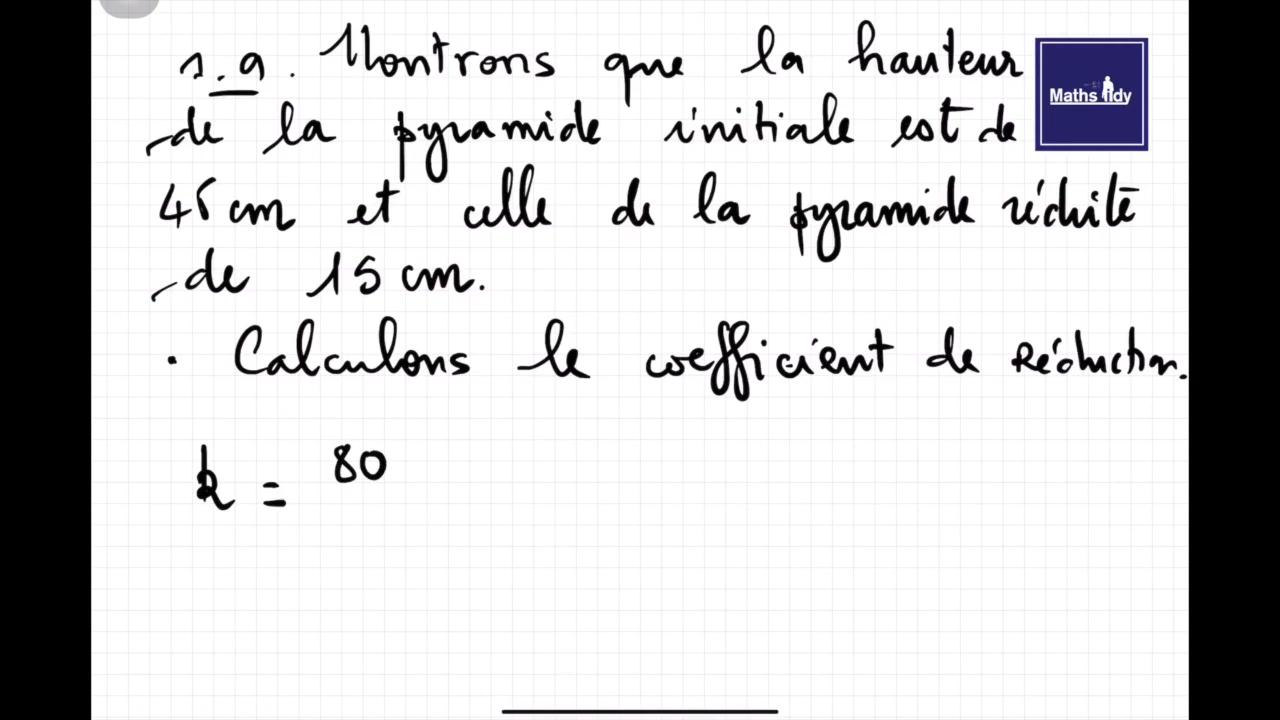 1.a. Montrons que la hauteur
de la pyramide initiale est de
45 cm et celle de la pyramide réduite
de 15 cm.
. Calculons le coefficient de Réduction.
k = 80
Maths dy